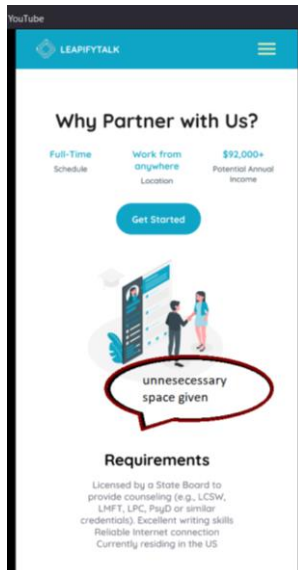 YouTube
LEAPIFYTALK
Why Partner with Us?
Full-Time
Schedule
Work from
anywhere
Location
$92,000+
Potential Annual
Income
Get Started
unnesecessary
space given
Requirements
Licensed by a State Board to
provide counseling (e.g., LCSW,
LMFT, LPC, PsyD or similar
credentials). Excellent writing skills
Reliable Internet connection
Currently residing in the US